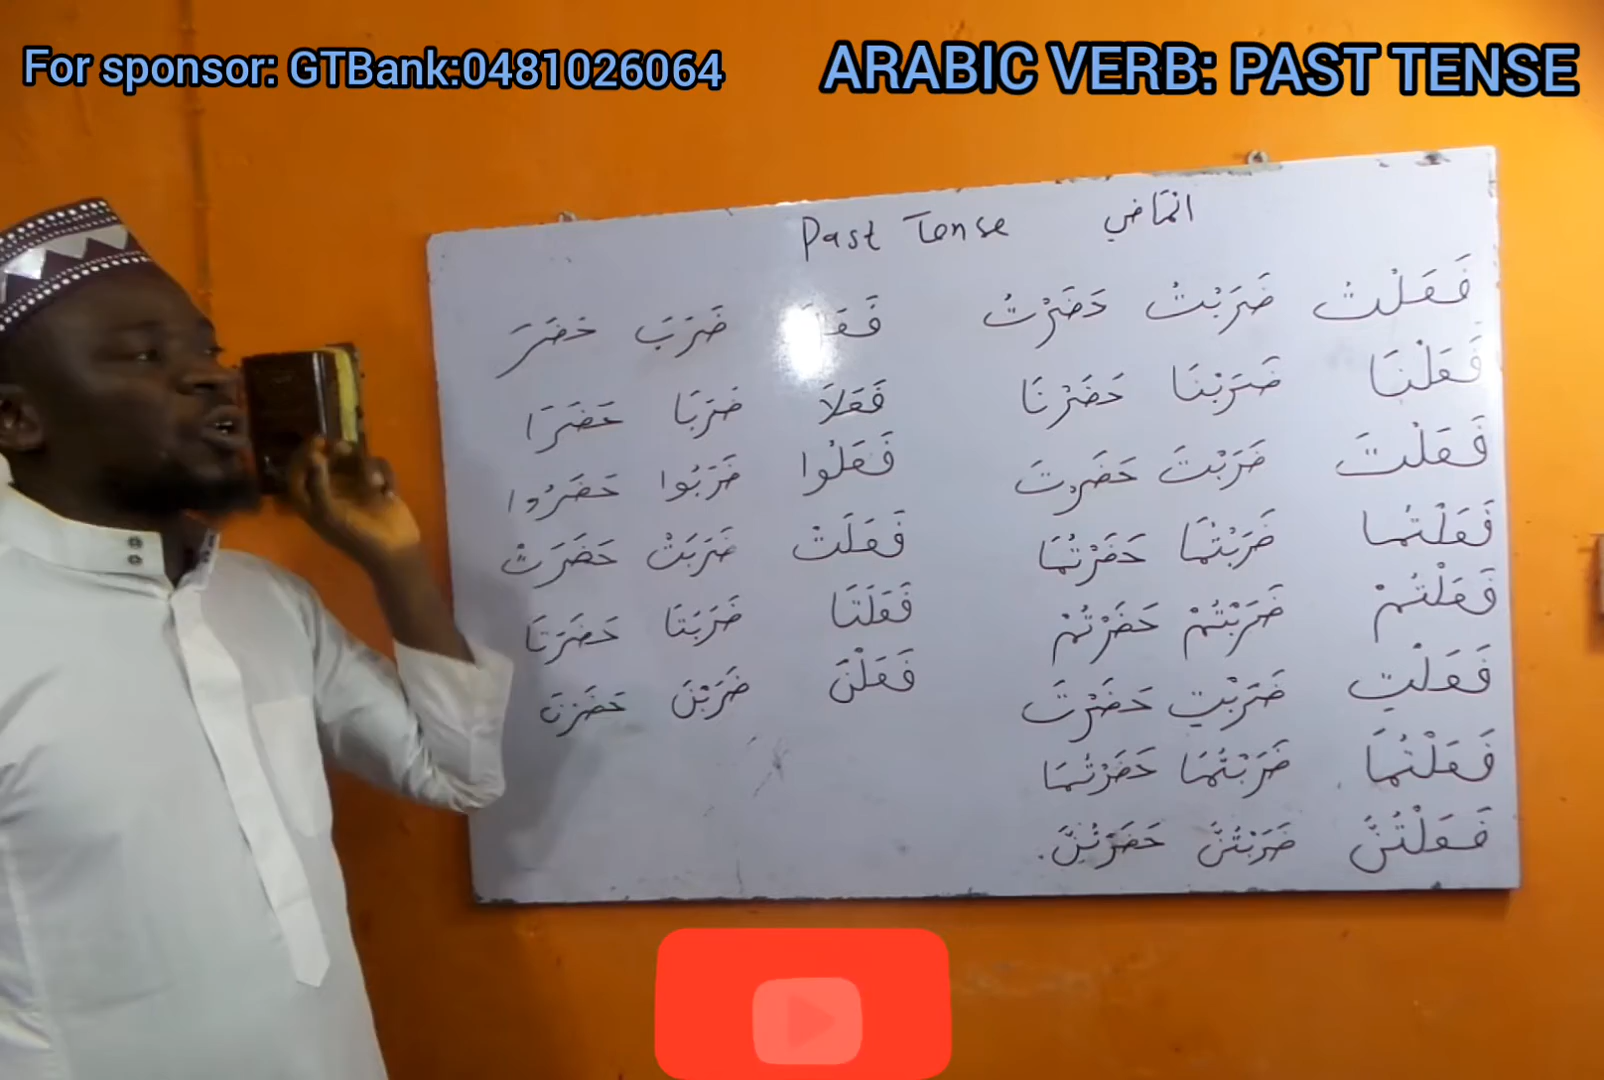 For sponsor: GTBank:0481026064
ARABIC VERB: PAST TENSE
Past Tense الماضي
فَعَلْتُ ضَرَبْتُ حَضَرْتُ
فَعَلْنَا ضَرَبْنَا حَضَرْنَا
فَعَلْتَ ضَرَبْتَ حَضَرْتَ
فَعَلْتُمَا ضَرَبْتُمَا حَضَرْتُمَا
فَعَلْتُمْ ضَرَبْتُمْ حَضَرْتُمْ
فَعَلْتِ ضَرَبْتِ حَضَرْتَ
فَعَلْتُمَا ضَرَبْتُمَا حَضَرْتُمَا
فَعَلْتُنَّ ضَرَبْتُنَّ حَضَرْتُنَّ.
ضَرَبَ حَضَرَ
فَعَلَا ضَرَبَا حَضَرَا
فَعَلُوا ضَرَبُوا حَضَرُوا
فَعَلَتْ ضَرَبَتْ حَضَرَتْ
فَعَلَتَا ضَرَبَتَا حَضَرَتَا
فَعَلْنَ ضَرَبْنَ حَضَرْنَ